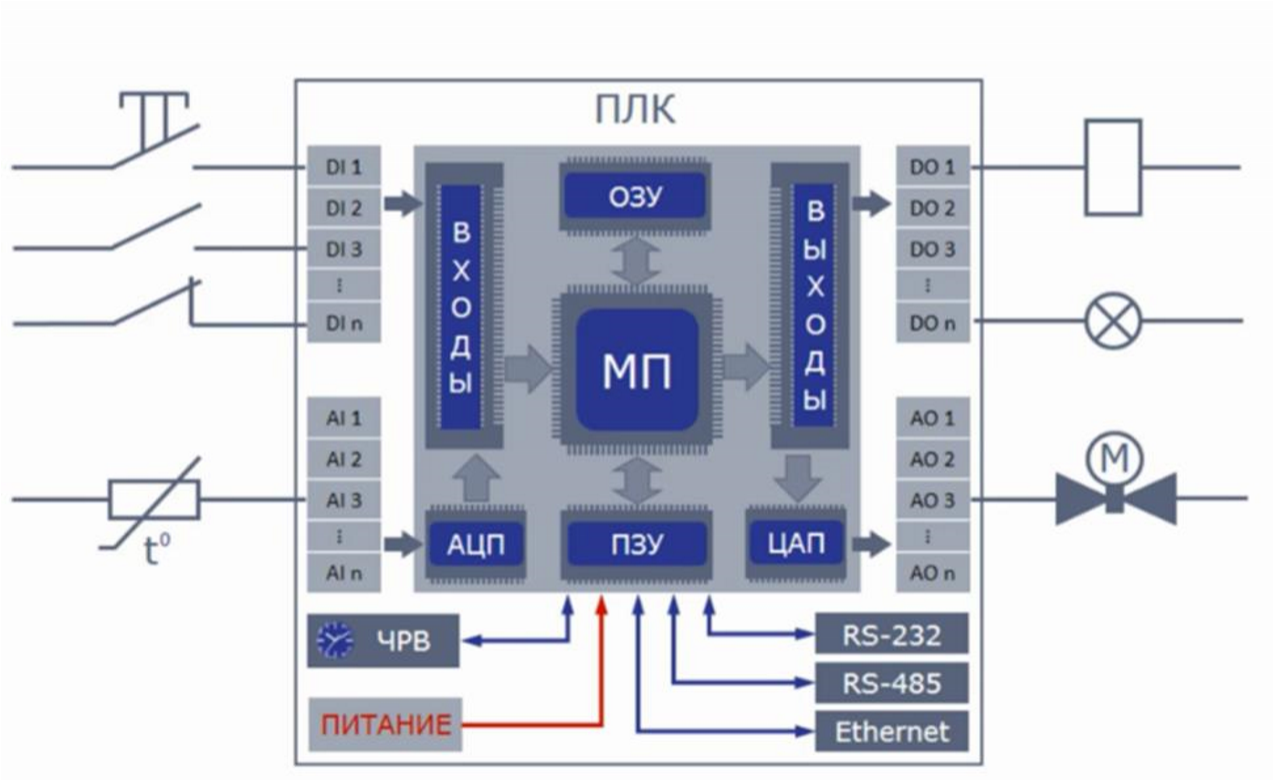 ПЛК
DI 1
DI 2
DI 3
⁝
DI n
AI 1
AI 2
AI 3
⁝
AI n
t⁰
ВХОДЫ
ОЗУ
МП
ВЫХОДЫ
АЦП
ПЗУ
ЦАП
DO 1
DO 2
DO 3
⁝
DO n
AO 1
AO 2
AO 3
⁝
AO n
M
ЧРВ
ПИТАНИЕ
RS-232
RS-485
Ethernet